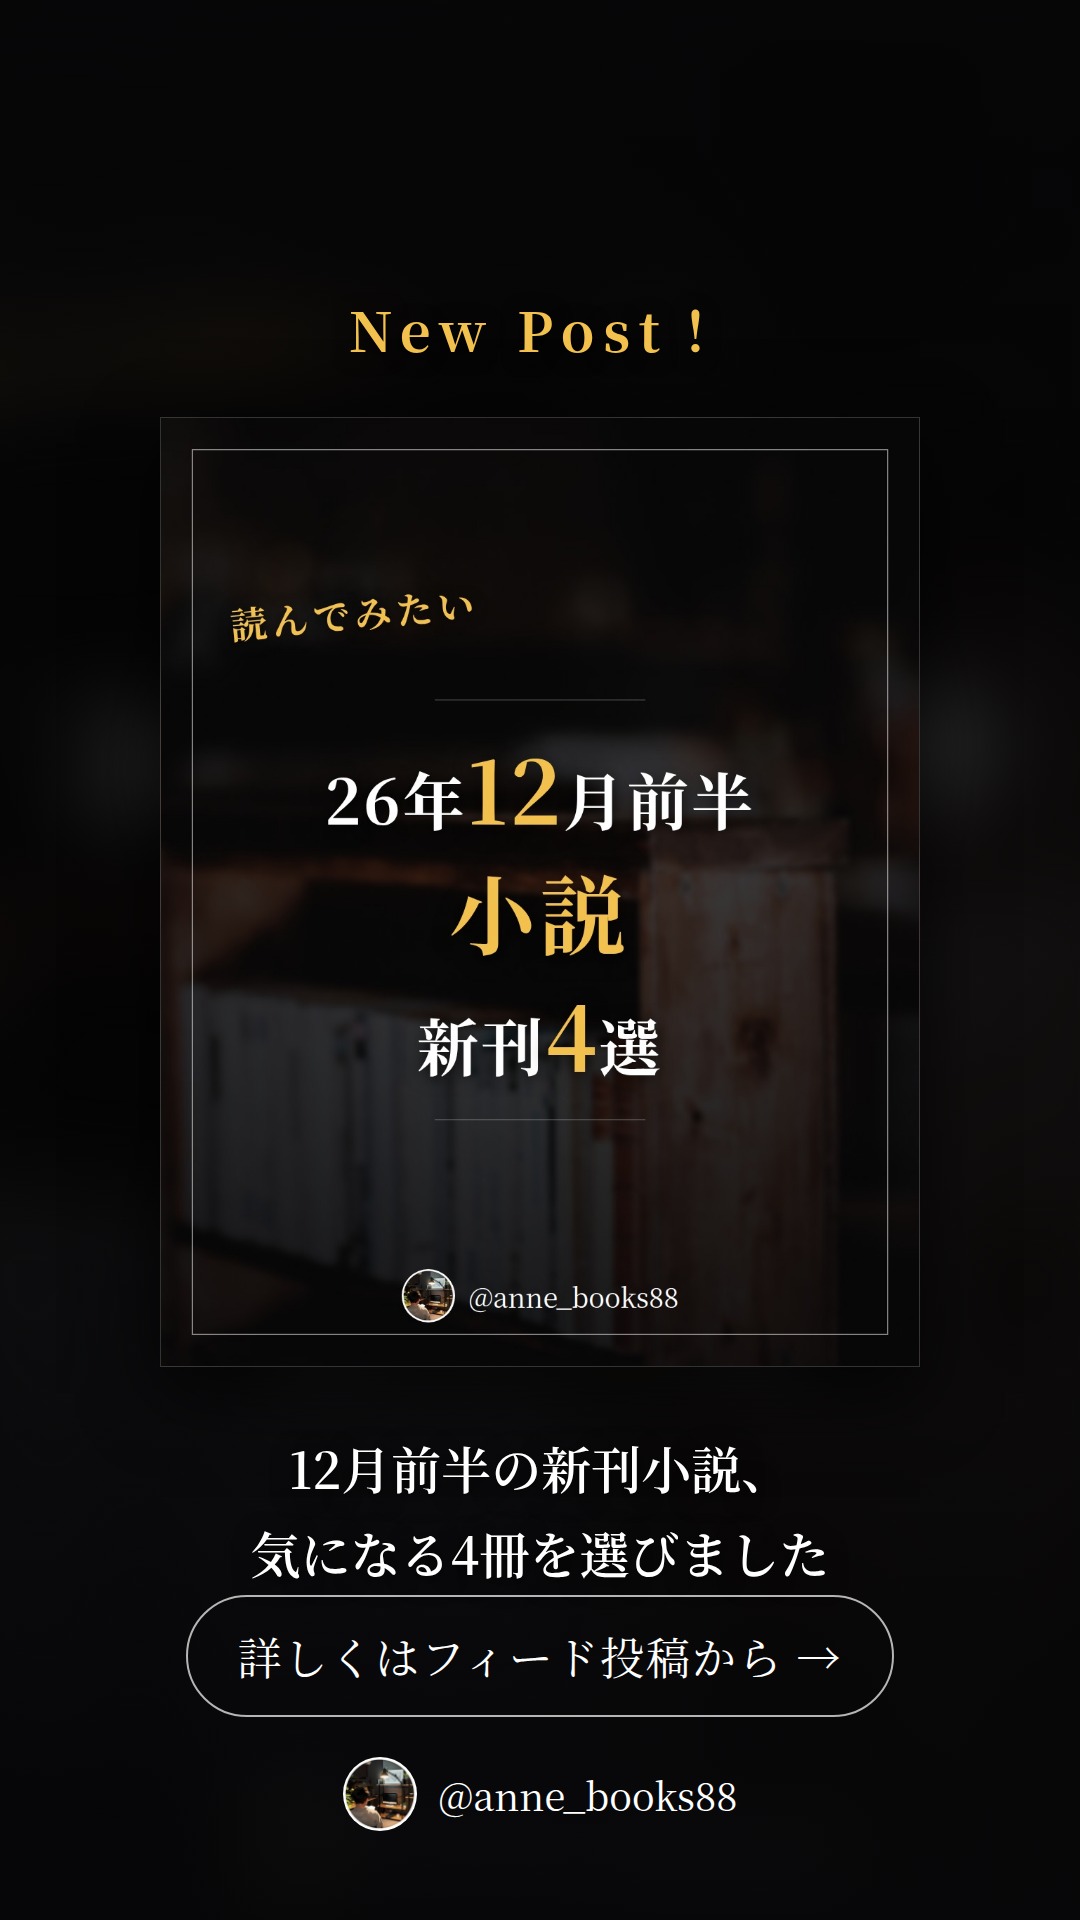 New Post！
読んでみたい
26年12月前半
小説
新刊4選
@anne_books88
12月前半の新刊小説、
気になる4冊を選びました
詳しくはフィード投稿から →
@anne_books88